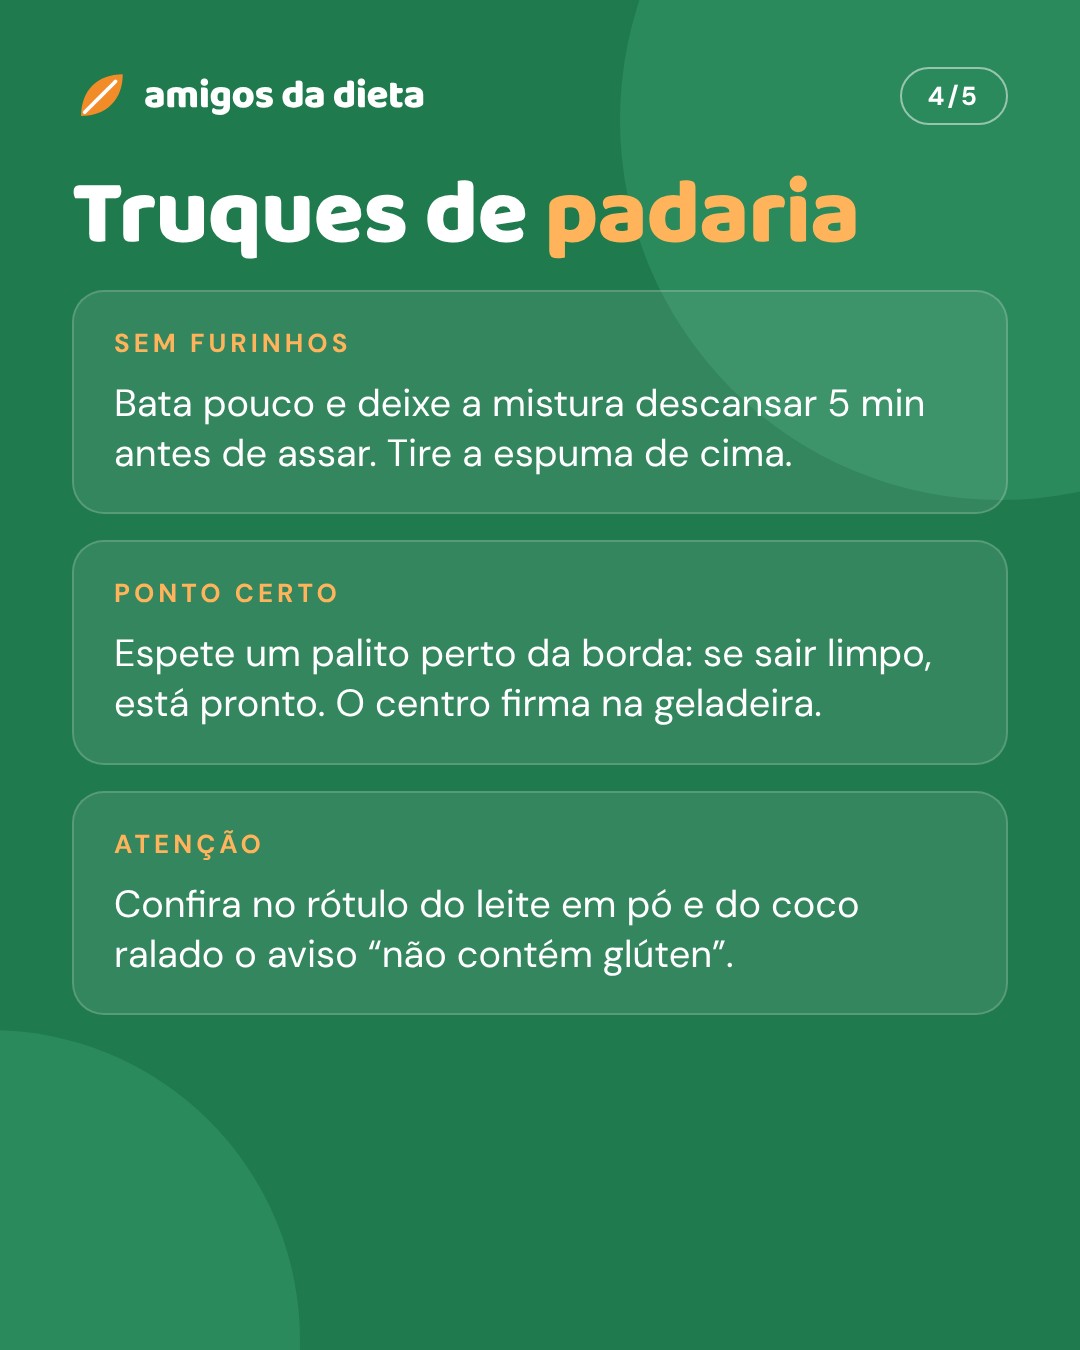 amigos da dieta
4/5
Truques de padaria
SEM FURINHOS
Bata pouco e deixe a mistura descansar 5 min
antes de assar. Tire a espuma de cima.
PONTO CERTO
Espete um palito perto da borda: se sair limpo,
está pronto. O centro firma na geladeira.
ATENÇÃO
Confira no rótulo do leite em pó e do coco
ralado o aviso “não contém glúten”.